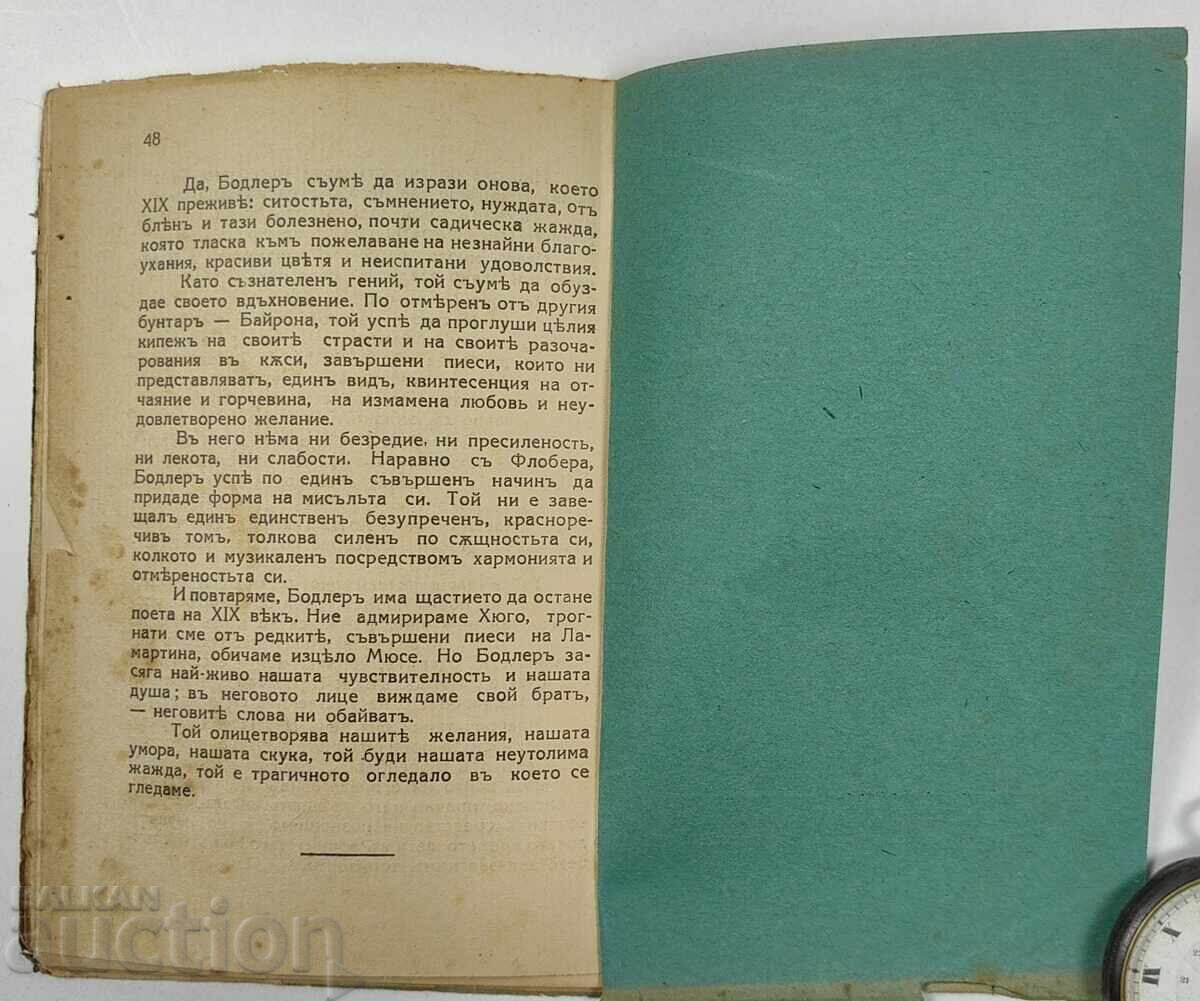 48
Да, Бодлеръ съумѣ да изрази онова, което
XIX преживѣ: ситостьта, съмнението, нуждата, отъ
блѣнъ и тази болезнено, почти садическа жажда,
която тласка къмъ пожелаване на незнайни благо-
ухания, красиви цвѣтя и неиспитани удоволствия.
Като съзнателенъ гений, той съумѣ да обуз-
дае своето вдъхновение. По отмѣренъ отъ другия
бунтаръ — Байрона, той успѣ да проглуши цѣлия
кипежъ на своитѣ страсти и на своитѣ разоча-
рования въ кѫси, завършени пиеси, които ни
представляватъ, единъ видъ, квинтесенция на от-
чаяние и горчевина, на измамена любовь и неу-
довлетворено желание.
Въ него нѣма ни безредие, ни пресиленость,
ни лекота, ни слабости. Наравно съ Флобера,
Бодлеръ успѣ по единъ съвършенъ начинъ да
придаде форма на мисъльта си. Той ни е заве-
щалъ единъ единственъ безупреченъ, красноре-
чивъ томъ, толкова силенъ по сѫщностьта си,
колкото и музикаленъ посредствомъ хармонията и
отмѣреностьта си.
И повтаряме, Бодлеръ има щастието да остане
поета на XIX вѣкъ. Ние адмирираме Хюго, трог-
нати сме отъ редкитѣ, съвършени пиеси на Ла-
мартина, обичаме изцѣло Мюсе. Но Бодлеръ за-
сяга най-живо нашата чувствителность и нашата
душа; въ неговото лице виждаме свой братъ,
— неговитѣ слова ни обайватъ.
Той олицетворява нашитѣ желания, нашата
умора, нашата скука, той буди нашата неутолима
жажда, той е трагичното огледало въ което се
гледаме.
BALKAN
auction